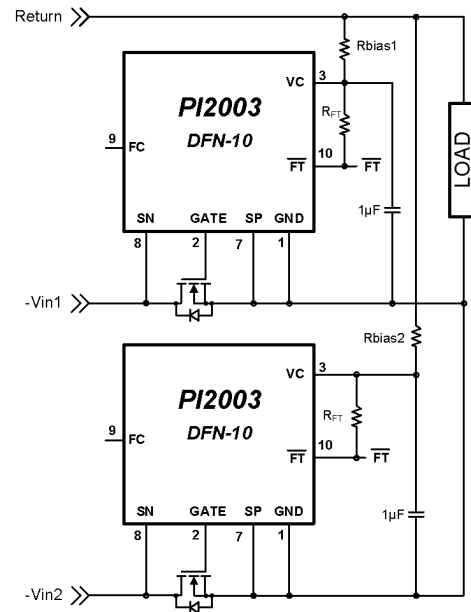 Return
Rbias1
VC
3
PI2003
DFN-10
R_FT
LOAD
9
FC
10
FT
FT
1µF
SN
GATE
SP
GND
8
2
7
1
-Vin1
Rbias2
VC
3
PI2003
DFN-10
R_FT
9
FC
10
FT
FT
SN
GATE
SP
GND
1µF
8
2
7
1
-Vin2